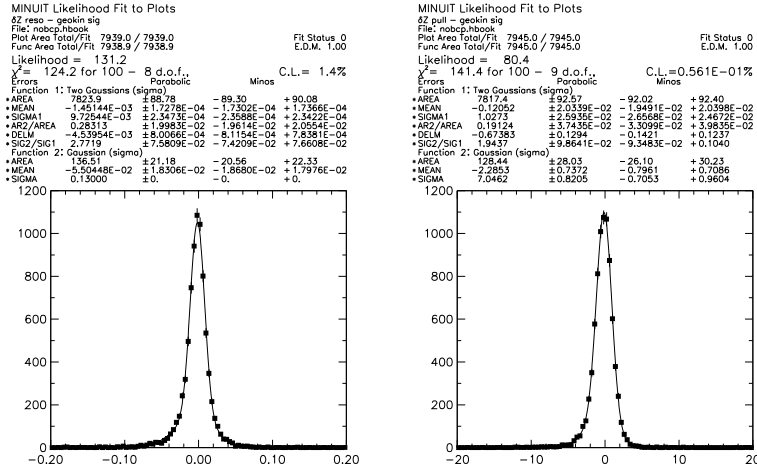 MINUIT Likelihood Fit to Plots
δZ reso – geokin sig
File: nobcp.hbook
Plot Area Total/Fit 7939.0 / 7939.0 Fit Status 0
Func Area Total/Fit 7938.9 / 7938.9 E.D.M. 1.00
Likelihood = 131.2
χ²= 124.2 for 100 – 8 d.o.f., C.L.= 1.4%
Errors Parabolic Minos
Function 1: Two Gaussians (sigma)
* AREA 7823.9 ± 88.78 – 89.30 + 90.08
* MEAN –1.45144E–03 ± 1.7278E–04 – 1.7302E–04 + 1.7366E–04
* SIGMA1 9.72544E–03 ± 2.3473E–04 – 2.3588E–04 + 2.3422E–04
* AR2/AREA 0.28313 ± 1.9983E–02 – 1.9614E–02 + 2.0554E–02
* DELM –4.53954E–03 ± 8.0066E–04 – 8.1154E–04 + 7.8381E–04
* SIG2/SIG1 2.7719 ± 7.5809E–02 – 7.4209E–02 + 7.6608E–02
Function 2: Gaussian (sigma)
* AREA 136.51 ± 21.18 – 20.56 + 22.33
* MEAN –5.50448E–02 ± 1.8306E–02 – 1.8680E–02 + 1.7976E–02
* SIGMA 0.13000 ± 0. – 0. + 0.
1200
1000
800
600
400
200
0
–0.20 –0.10 0.00 0.10 0.20
MINUIT Likelihood Fit to Plots
δZ pull – geokin sig
File: nobcp.hbook
Plot Area Total/Fit 7945.0 / 7945.0 Fit Status 0
Func Area Total/Fit 7945.0 / 7945.0 E.D.M. 1.00
Likelihood = 80.4
χ²= 141.4 for 100 – 9 d.o.f., C.L.=0.561E–01%
Errors Parabolic Minos
Function 1: Two Gaussians (sigma)
* AREA 7817.4 ± 92.57 – 92.02 + 92.40
* MEAN –0.12052 ± 2.0339E–02 – 1.9491E–02 + 2.0398E–02
* SIGMA1 1.0273 ± 2.5935E–02 – 2.6568E–02 + 2.4672E–02
* AR2/AREA 0.19124 ± 3.7435E–02 – 3.3099E–02 + 3.9835E–02
* DELM –0.67383 ± 0.1294 – 0.1421 + 0.1237
* SIG2/SIG1 1.9437 ± 9.8641E–02 – 9.3483E–02 + 0.1040
Function 2: Gaussian (sigma)
* AREA 128.44 ± 28.03 – 26.10 + 30.23
* MEAN –2.2853 ± 0.7372 – 0.7961 + 0.7086
* SIGMA 7.0462 ± 0.8205 – 0.7053 + 0.9604
1200
1000
800
600
400
200
0
–20 –10 0 10 20